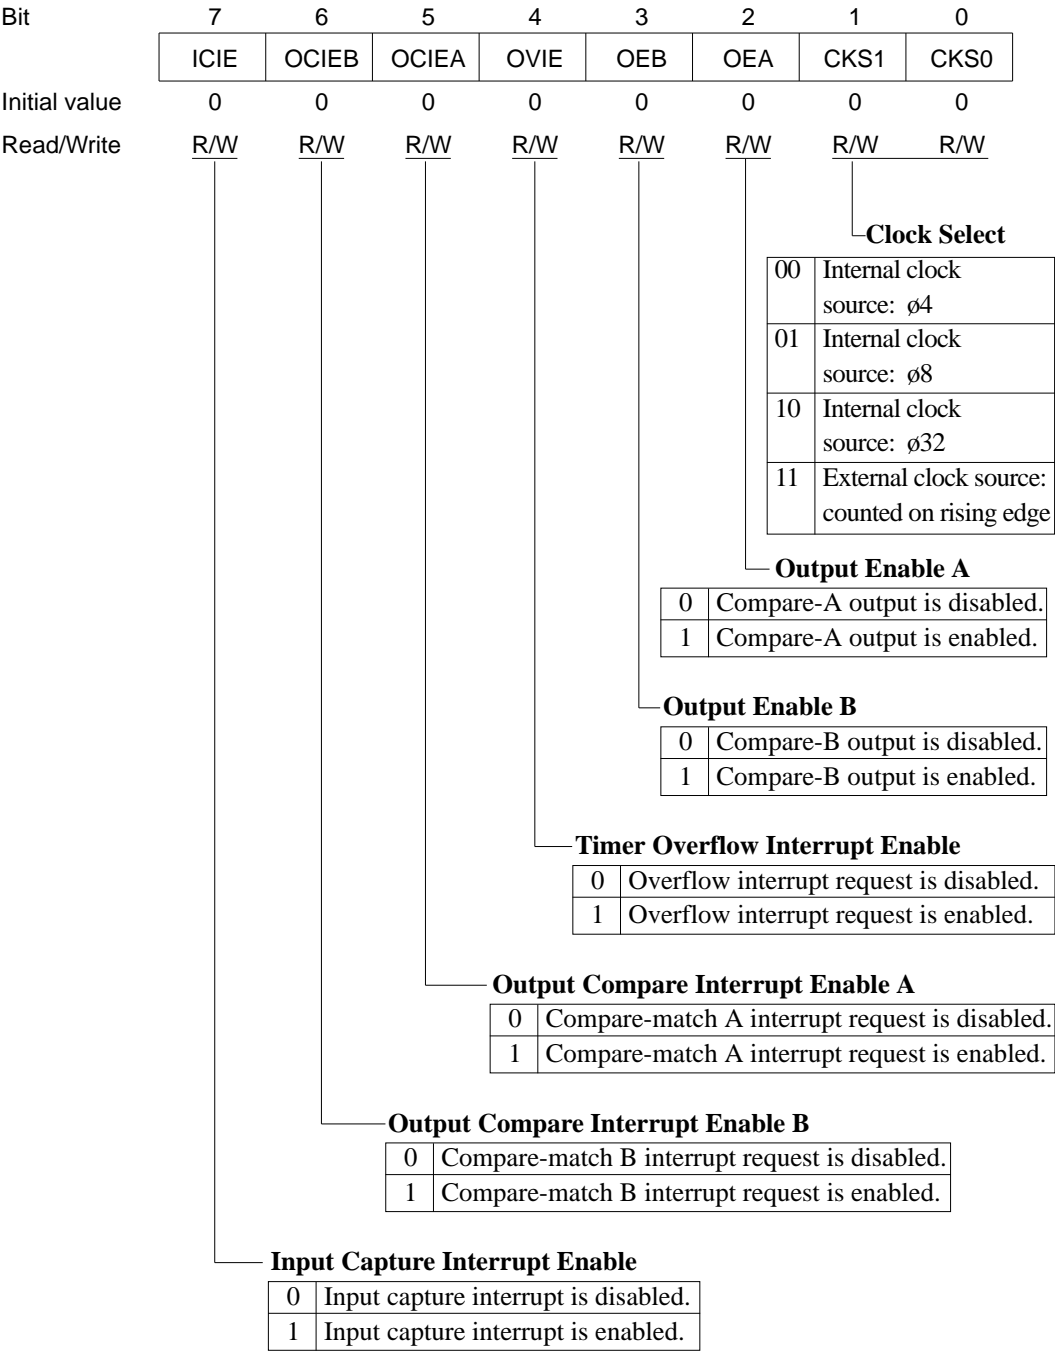 Bit 7 6 5 4 3 2 1 0
ICIE OCIEB OCIEA OVIE OEB OEA CKS1 CKS0
Initial value 0 0 0 0 0 0 0 0
Read/Write R/W R/W R/W R/W R/W R/W R/W R/W
Clock Select
00 Internal clock
source: ø4
01 Internal clock
source: ø8
10 Internal clock
source: ø32
11 External clock source:
counted on rising edge
Output Enable A
0 Compare-A output is disabled.
1 Compare-A output is enabled.
Output Enable B
0 Compare-B output is disabled.
1 Compare-B output is enabled.
Timer Overflow Interrupt Enable
0 Overflow interrupt request is disabled.
1 Overflow interrupt request is enabled.
Output Compare Interrupt Enable A
0 Compare-match A interrupt request is disabled.
1 Compare-match A interrupt request is enabled.
Output Compare Interrupt Enable B
0 Compare-match B interrupt request is disabled.
1 Compare-match B interrupt request is enabled.
Input Capture Interrupt Enable
0 Input capture interrupt is disabled.
1 Input capture interrupt is enabled.